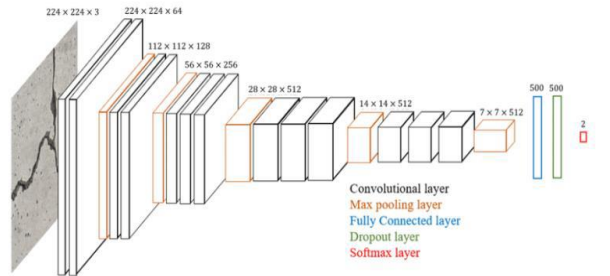 224 × 224 × 3
224 × 224 × 64
112 × 112 × 128
56 × 56 × 256
28 × 28 × 512
14 × 14 × 512
7 × 7 × 512
500
500
2
Convolutional layer
Max pooling layer
Fully Connected layer
Dropout layer
Softmax layer